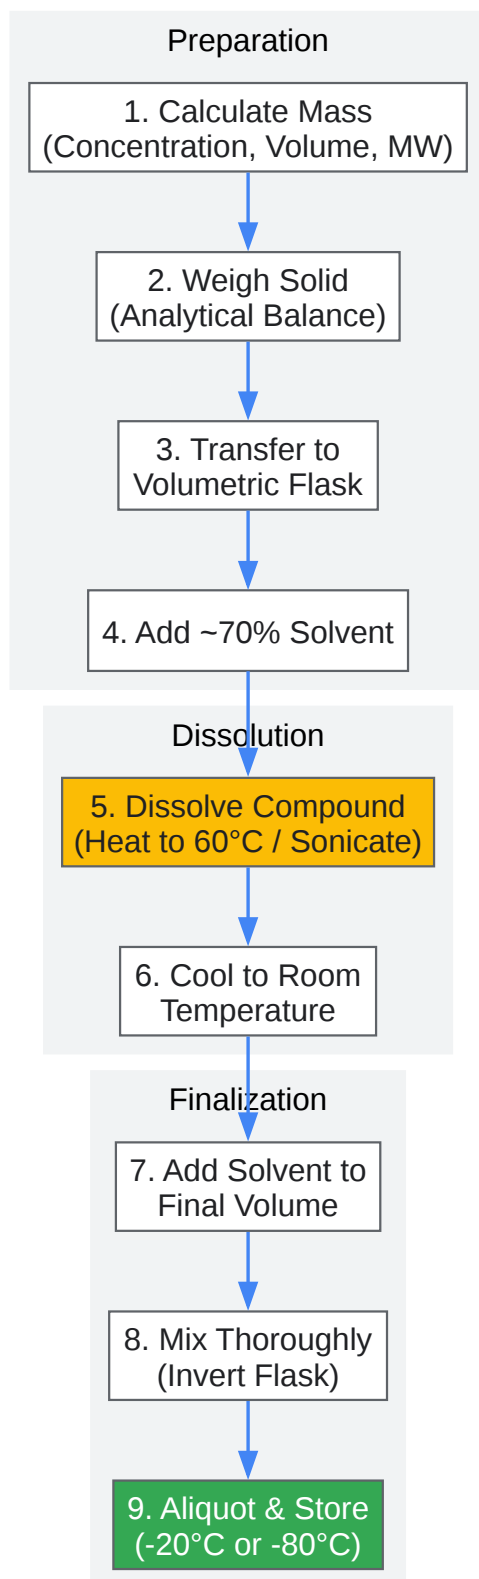 Preparation
1. Calculate Mass
(Concentration, Volume, MW)
2. Weigh Solid
(Analytical Balance)
3. Transfer to
Volumetric Flask
4. Add ~70% Solvent
Dissolution
5. Dissolve Compound
(Heat to 60°C / Sonicate)
6. Cool to Room
Temperature
Finalization
7. Add Solvent to
Final Volume
8. Mix Thoroughly
(Invert Flask)
9. Aliquot & Store
(-20°C or -80°C)